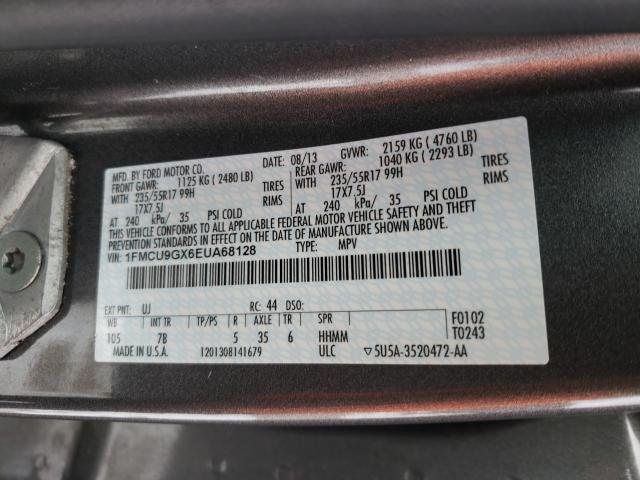 MFD. BY FORD MOTOR CO.
DATE: 08/13 GVWR: 2159 KG ( 4760 LB)
FRONT GAWR: 1125 KG ( 2480 LB) REAR GAWR: 1040 KG ( 2293 LB)
WITH 235/55R17 99H TIRES WITH 235/55R17 99H TIRES
17X7.5J RIMS 17X7.5J RIMS
AT 240 kPa/ 35 PSI COLD AT 240 kPa/ 35 PSI COLD
THIS VEHICLE CONFORMS TO ALL APPLICABLE FEDERAL MOTOR VEHICLE SAFETY AND THEFT
PREVENTION STANDARDS IN EFFECT ON THE DATE OF MANUFACTURE SHOWN ABOVE.
VIN: 1FMCU9GX6EUA68128 TYPE: MPV
EXT PNT: UJ RC: 44 DSO: F0102
WB INT TR TP/PS R AXLE TR SPR T0243
105 7B 5 35 6 HHMM
MADE IN U.S.A. 1201308141679 ULC ▽5U5A-3520472-AA